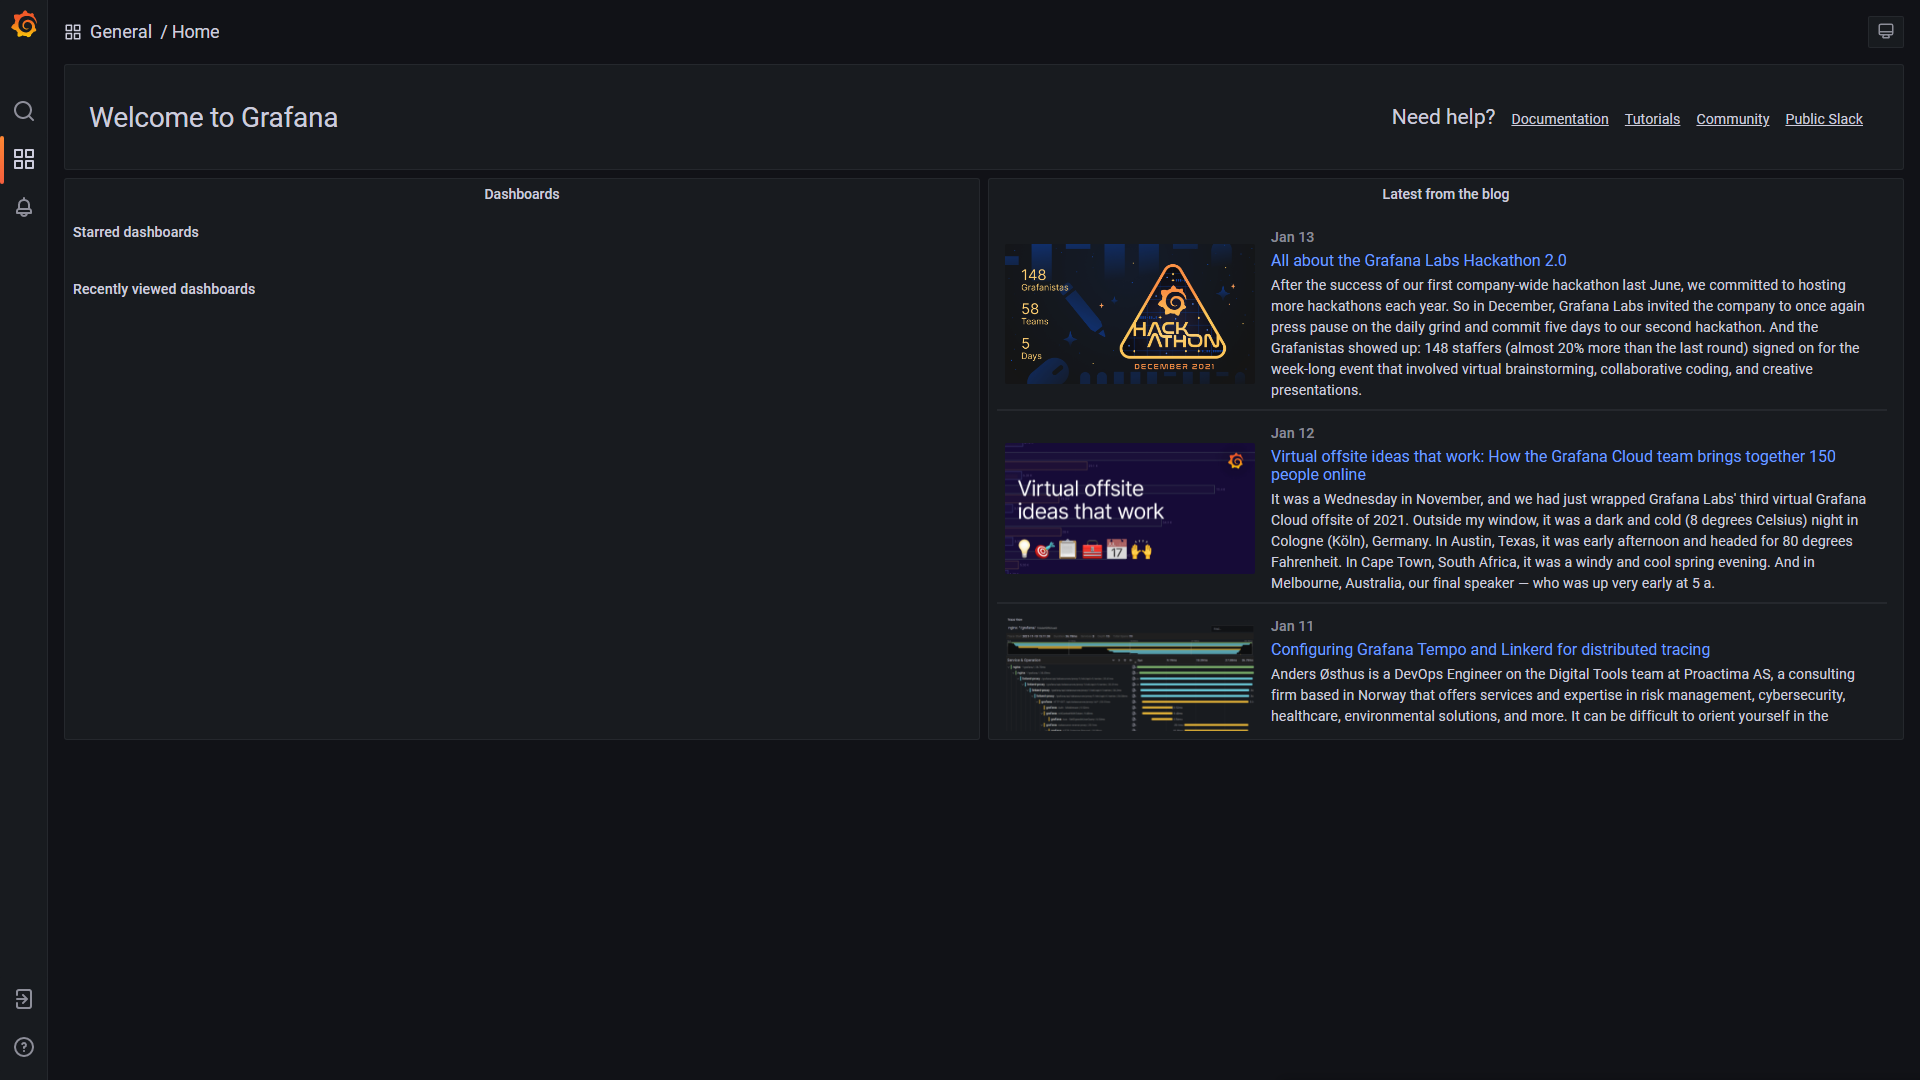 General / Home
Welcome to Grafana
Need help? Documentation Tutorials Community Public Slack
Dashboards
Starred dashboards
Recently viewed dashboards
Latest from the blog
148
Grafanistas
58
Teams
5
Days
HACK
ATHON
DECEMBER 2021
Jan 13
All about the Grafana Labs Hackathon 2.0
After the success of our first company-wide hackathon last June, we committed to hosting
more hackathons each year. So in December, Grafana Labs invited the company to once again
press pause on the daily grind and commit five days to our second hackathon. And the
Grafanistas showed up: 148 staffers (almost 20% more than the last round) signed on for the
week-long event that involved virtual brainstorming, collaborative coding, and creative
presentations.
Virtual offsite
ideas that work
17
Jan 12
Virtual offsite ideas that work: How the Grafana Cloud team brings together 150
people online
It was a Wednesday in November, and we had just wrapped Grafana Labs' third virtual Grafana
Cloud offsite of 2021. Outside my window, it was a dark and cold (8 degrees Celsius) night in
Cologne (Köln), Germany. In Austin, Texas, it was early afternoon and headed for 80 degrees
Fahrenheit. In Cape Town, South Africa, it was a windy and cool spring evening. And in
Melbourne, Australia, our final speaker — who was up very early at 5 a.
Jan 11
Configuring Grafana Tempo and Linkerd for distributed tracing
Anders Østhus is a DevOps Engineer on the Digital Tools team at Proactima AS, a consulting
firm based in Norway that offers services and expertise in risk management, cybersecurity,
healthcare, environmental solutions, and more. It can be difficult to orient yourself in the